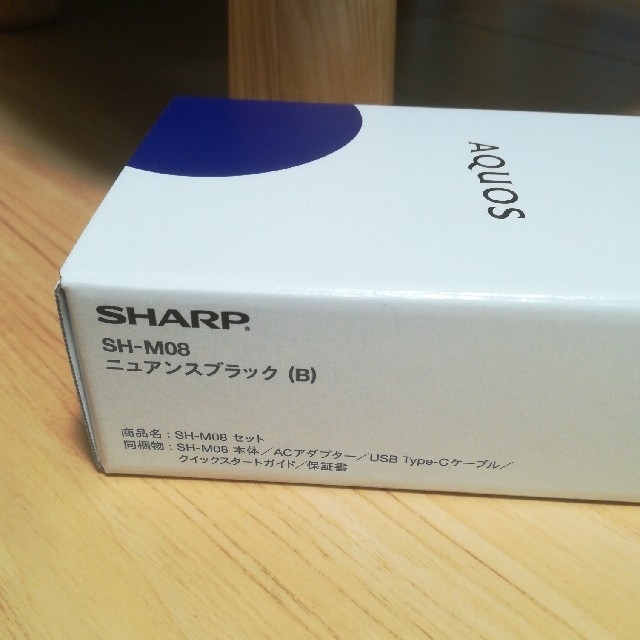 AQUOS
SHARP
SH-M08
ニュアンスブラック (B)
商品名：SH-M08 セット
同梱物：SH-M08 本体／ACアダプター／USB Type-Cケーブル／
クイックスタートガイド／保証書